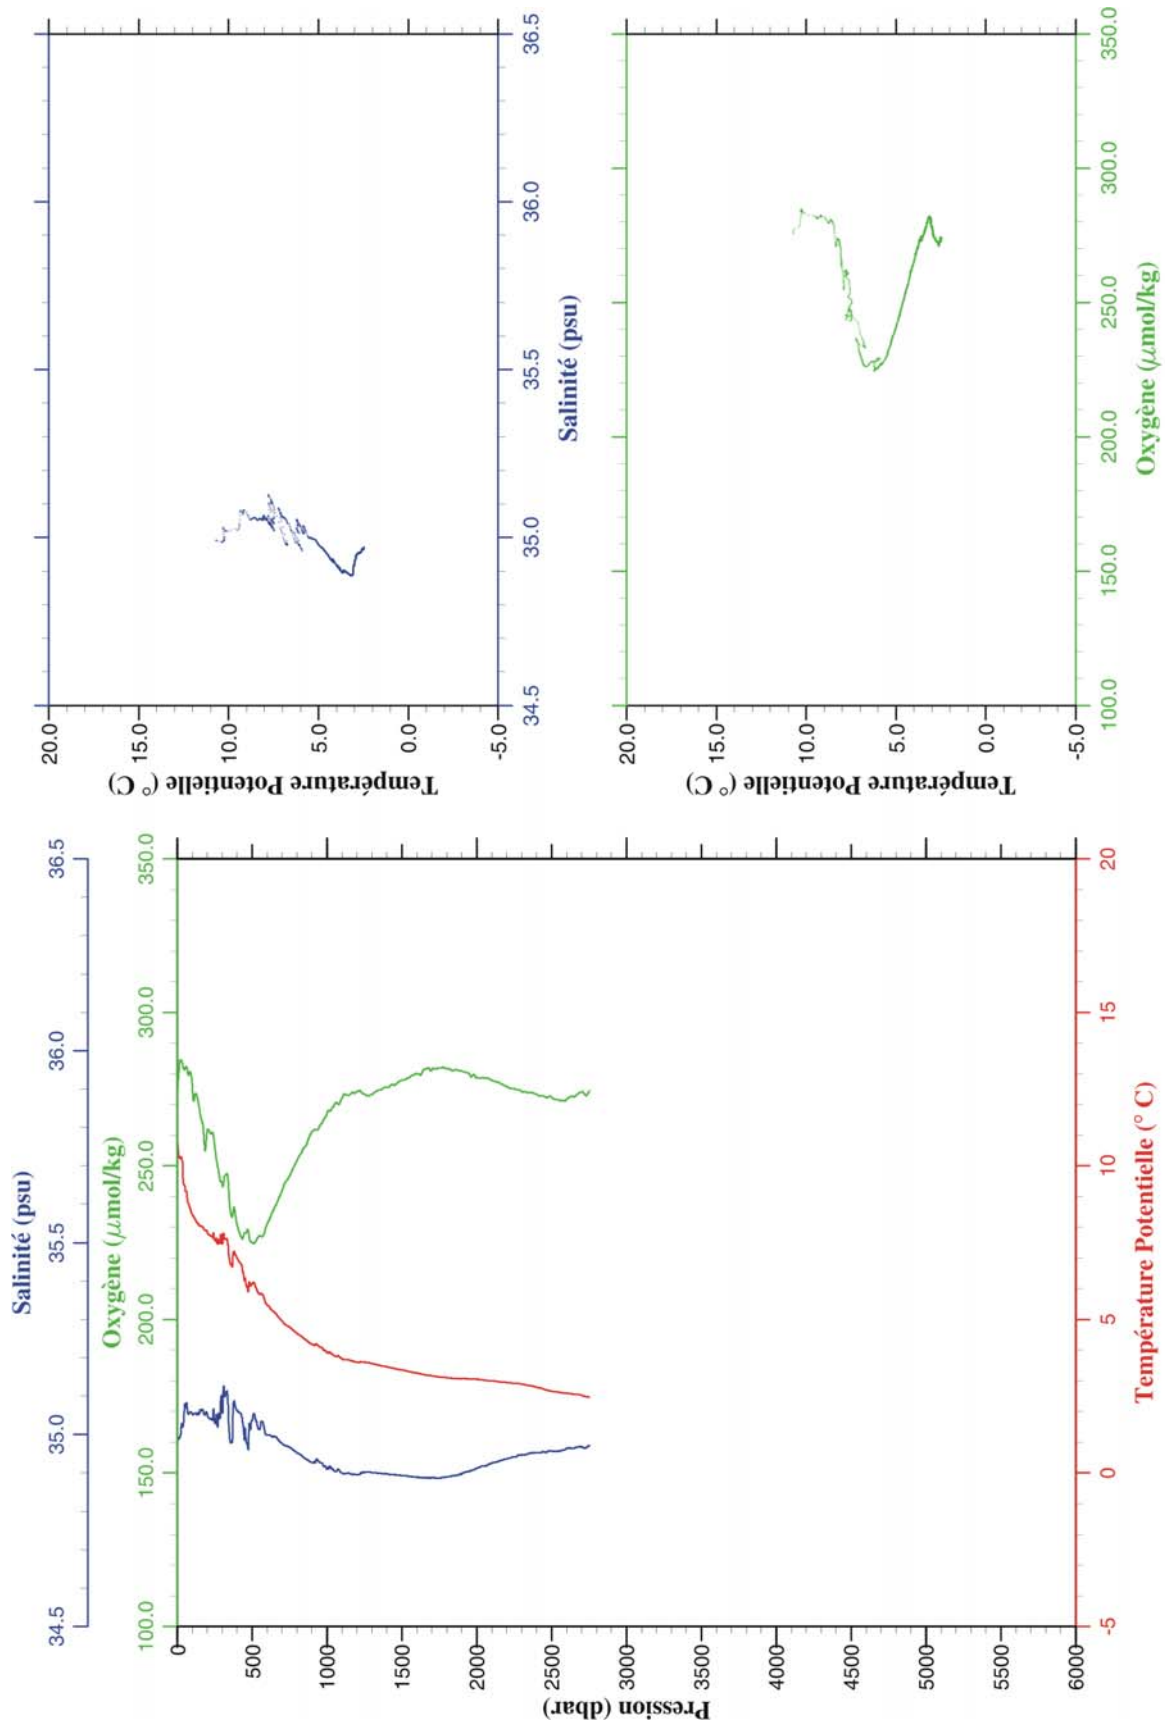 Salinité (psu)
34.5 35.0 35.5 36.0 36.5
Oxygène (μmol/kg)
100.0 150.0 200.0 250.0 300.0 350.0
Pression (dbar)
0
500
1000
1500
2000
2500
3000
3500
4000
4500
5000
5500
6000
-5 0 5 10 15 20
Température Potentielle (° C)
Température Potentielle (° C)
20.0
15.0
10.0
5.0
0.0
-5.0
34.5 35.0 35.5 36.0 36.5
Salinité (psu)
Température Potentielle (° C)
20.0
15.0
10.0
5.0
0.0
-5.0
100.0 150.0 200.0 250.0 300.0 350.0
Oxygène (μmol/kg)